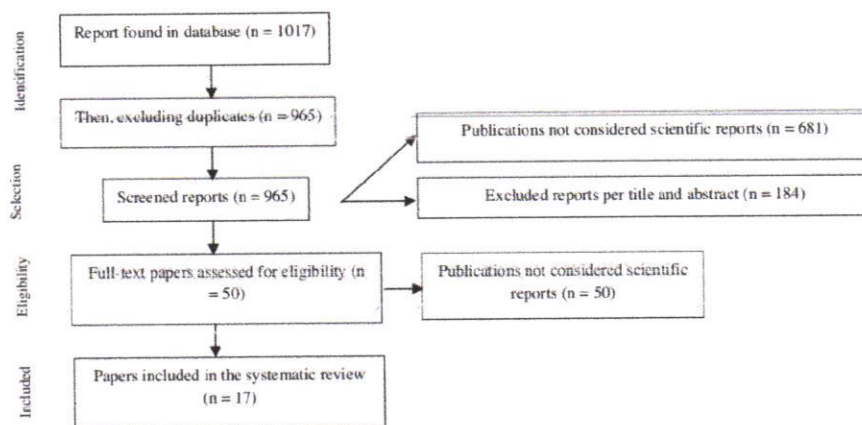 Identification
Report found in database (n = 1017)
Then, excluding duplicates (n = 965)
Publications not considered scientific reports (n = 681)
Selection
Screened reports (n = 965)
Excluded reports per title and abstract (n = 184)
Eligibility
Full-text papers assessed for eligibility (n
= 50)
Publications not considered scientific
reports (n = 50)
Included
Papers included in the systematic review
(n = 17)